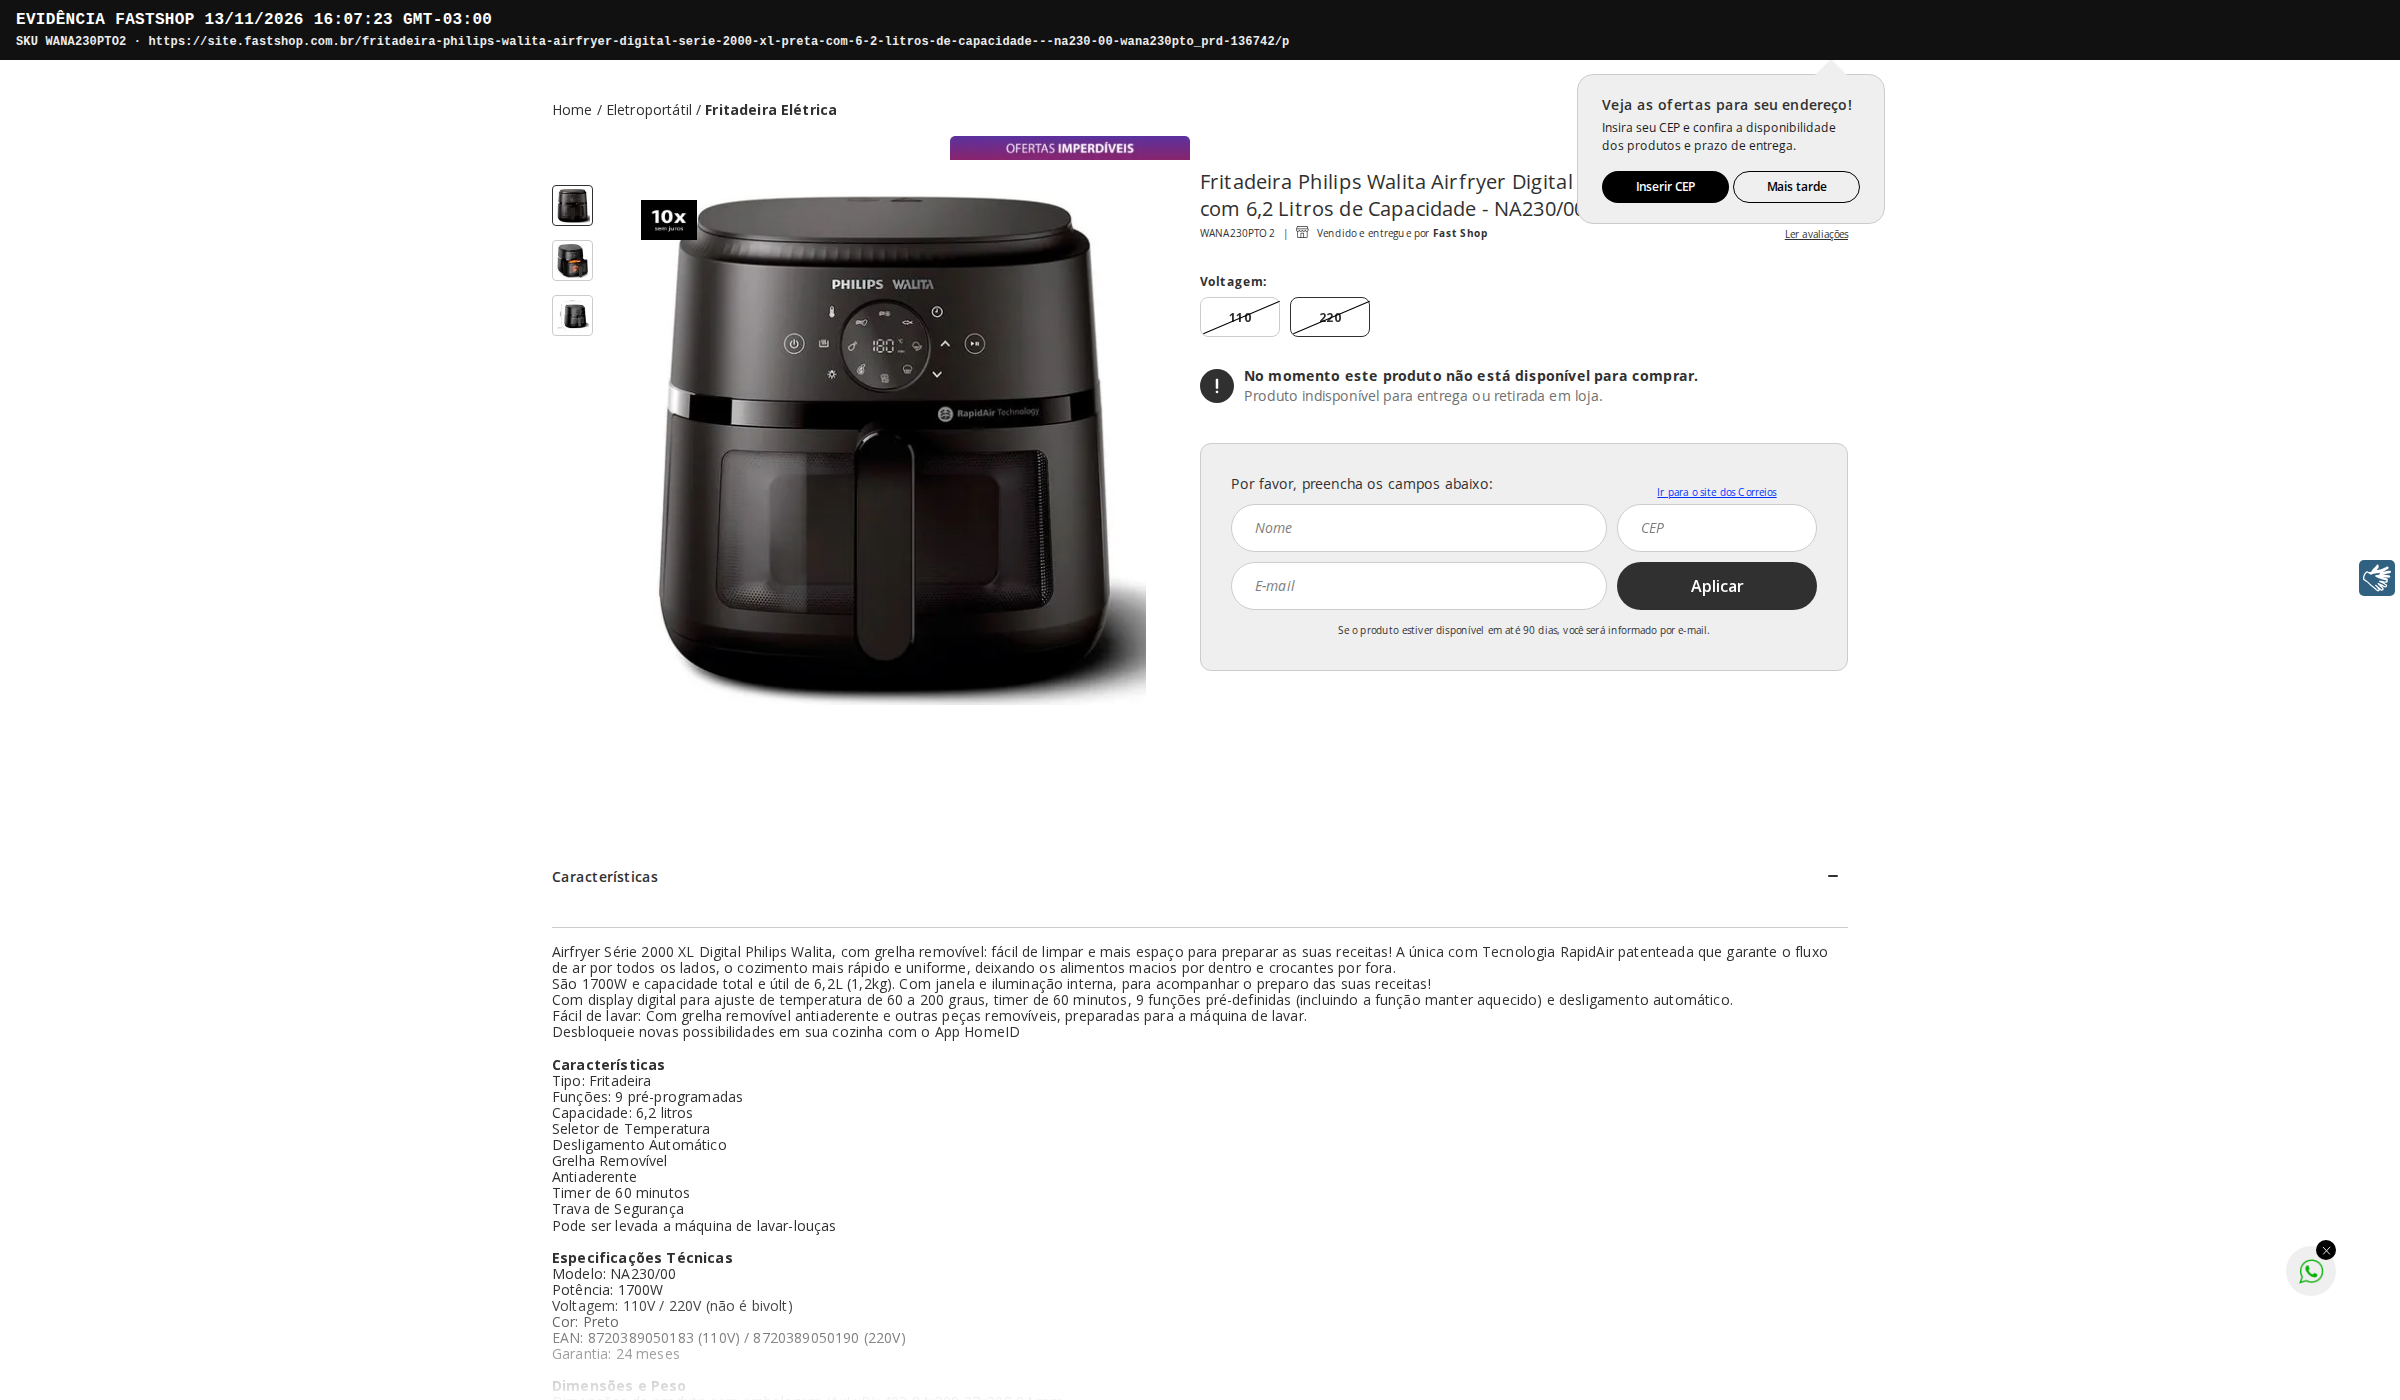 EVIDÊNCIA FASTSHOP 13/11/2026 16:07:23 GMT-03:00
SKU WANA230PTO2 · https://site.fastshop.com.br/fritadeira-philips-walita-airfryer-digital-serie-2000-xl-preta-com-6-2-litros-de-capacidade---na230-00-wana230pto_prd-136742/p
Home / Eletroportátil / Fritadeira Elétrica
Veja as ofertas para seu endereço!
Insira seu CEP e confira a disponibilidade
dos produtos e prazo de entrega.
Inserir CEP
Mais tarde
OFERTAS IMPERDÍVEIS
10x
sem juros
PHILIPS WALITA
180
RapidAir Technology
Fritadeira Philips Walita Airfryer Digital
com 6,2 Litros de Capacidade - NA230/00
WANA230PTO2 | Vendido e entregue por Fast Shop
Ler avaliações
Voltagem:
110
220
No momento este produto não está disponível para comprar.
Produto indisponível para entrega ou retirada em loja.
Por favor, preencha os campos abaixo:
Ir para o site dos Correios
Nome
CEP
E-mail
Aplicar
Se o produto estiver disponível em até 90 dias, você será informado por e-mail.
Características
Airfryer Série 2000 XL Digital Philips Walita, com grelha removível: fácil de limpar e mais espaço para preparar as suas receitas! A única com Tecnologia RapidAir patenteada que garante o fluxo
de ar por todos os lados, o cozimento mais rápido e uniforme, deixando os alimentos macios por dentro e crocantes por fora.
São 1700W e capacidade total e útil de 6,2L (1,2kg). Com janela e iluminação interna, para acompanhar o preparo das suas receitas!
Com display digital para ajuste de temperatura de 60 a 200 graus, timer de 60 minutos, 9 funções pré-definidas (incluindo a função manter aquecido) e desligamento automático.
Fácil de lavar: Com grelha removível antiaderente e outras peças removíveis, preparadas para a máquina de lavar.
Desbloqueie novas possibilidades em sua cozinha com o App HomeID
Características
Tipo: Fritadeira
Funções: 9 pré-programadas
Capacidade: 6,2 litros
Seletor de Temperatura
Desligamento Automático
Grelha Removível
Antiaderente
Timer de 60 minutos
Trava de Segurança
Pode ser levada a máquina de lavar-louças
Especificações Técnicas
Modelo: NA230/00
Potência: 1700W
Voltagem: 110V / 220V (não é bivolt)
Cor: Preto
EAN: 8720389050183 (110V) / 8720389050190 (220V)
Garantia: 24 meses
Dimensões e Peso